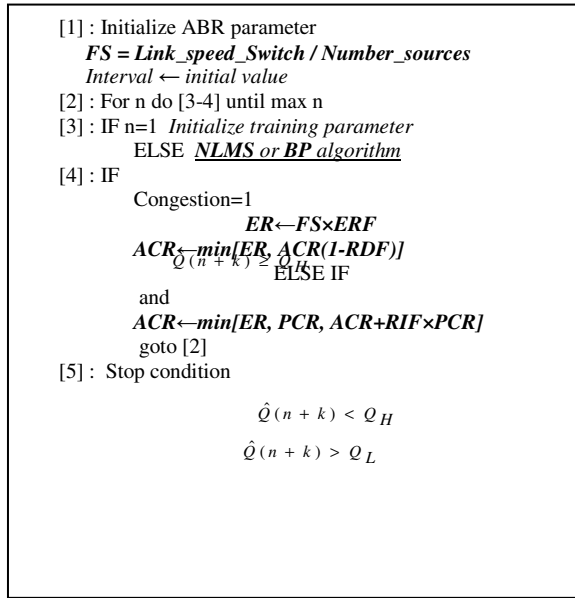 [1] : Initialize ABR parameter
FS = Link_speed_Switch / Number_sources
Interval ← initial value
[2] : For n do [3-4] until max n
[3] : IF n=1 Initialize training parameter
ELSE NLMS or BP algorithm
[4] : IF
Congestion=1
ER←FS×ERF
ACR←min[ER, ACR(1-RDF)]
Q̂(n + k) ≥ Q_H
ELSE IF
and
ACR←min[ER, PCR, ACR+RIF×PCR]
goto [2]
[5] : Stop condition
Q̂(n + k) < Q_H
Q̂(n + k) > Q_L